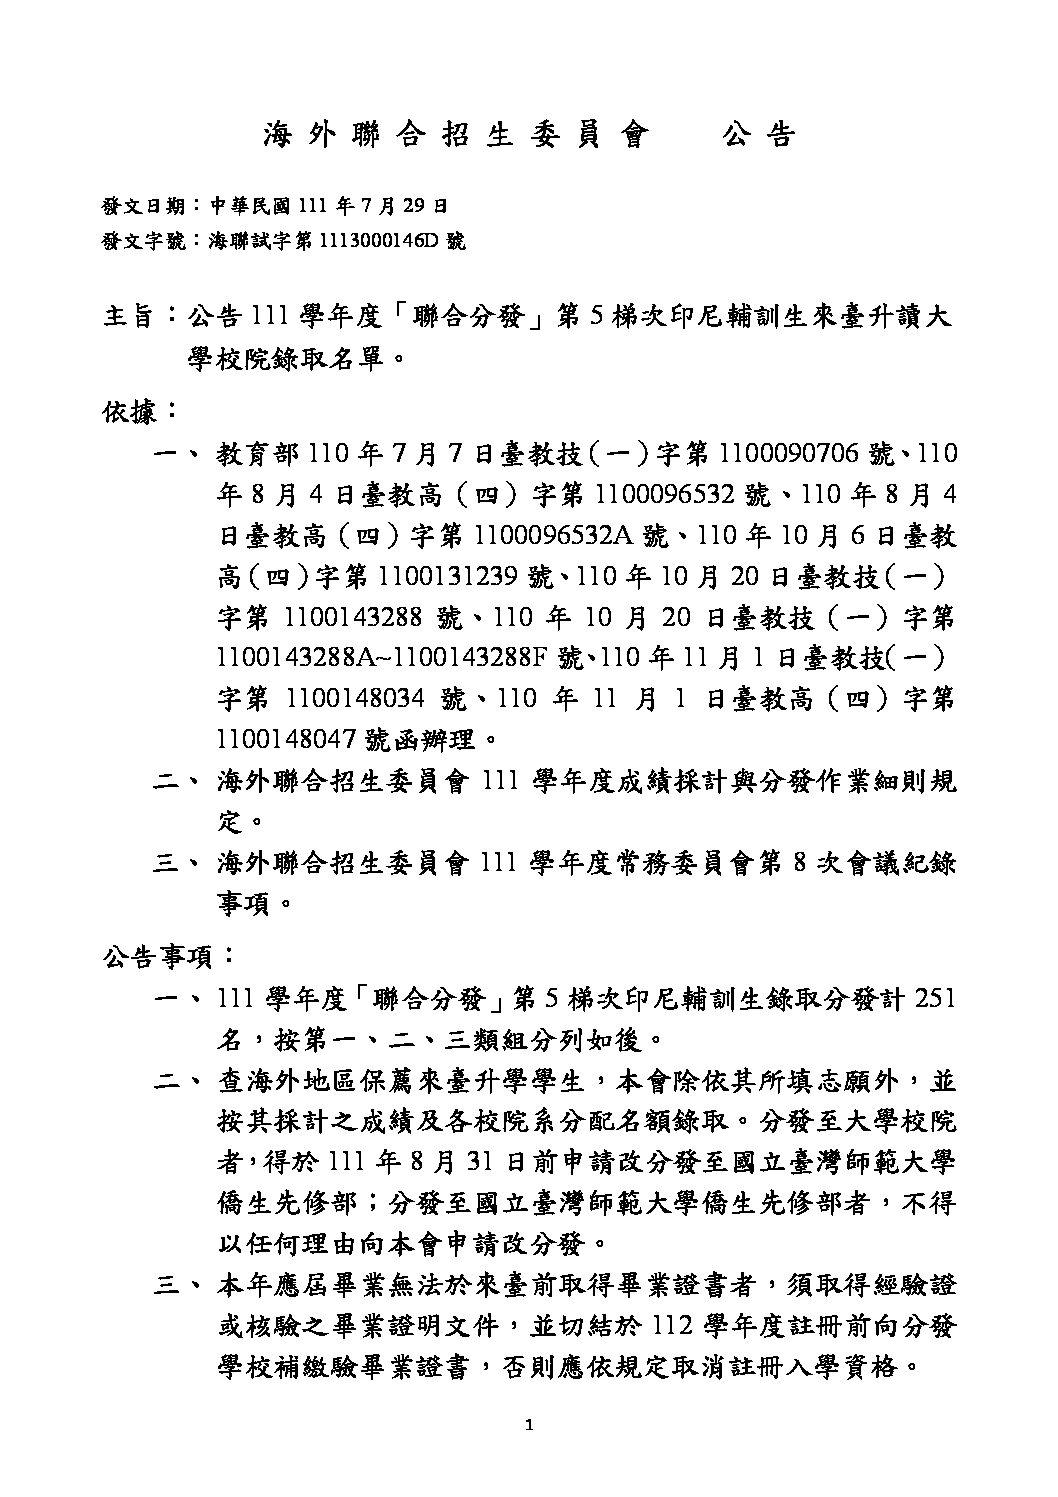 海外聯合招生委員會 公告
發文日期：中華民國 111 年 7 月 29 日
發文字號：海聯試字第 1113000146D 號
主旨：公告 111 學年度「聯合分發」第 5 梯次印尼輔訓生來臺升讀大
學校院錄取名單。
依據：
一、 教育部 110 年 7 月 7 日臺教技(一)字第 1100090706 號、110
年 8 月 4 日臺教高（四）字第 1100096532 號、110 年 8 月 4
日臺教高（四）字第 1100096532A 號、110 年 10 月 6 日臺教
高(四)字第 1100131239 號、110 年 10 月 20 日臺教技(一)
字第 1100143288 號、110 年 10 月 20 日臺教技（一）字第
1100143288A~1100143288F 號、110 年 11 月 1 日臺教技(一)
字第 1100148034 號、110 年 11 月 1 日臺教高（四）字第
1100148047 號函辦理。
二、 海外聯合招生委員會 111 學年度成績採計與分發作業細則規
定。
三、 海外聯合招生委員會 111 學年度常務委員會第 8 次會議紀錄
事項。
公告事項：
一、 111 學年度「聯合分發」第 5 梯次印尼輔訓生錄取分發計 251
名，按第一、二、三類組分列如後。
二、 查海外地區保薦來臺升學學生，本會除依其所填志願外，並
按其採計之成績及各校院系分配名額錄取。分發至大學校院
者，得於 111 年 8 月 31 日前申請改分發至國立臺灣師範大學
僑生先修部；分發至國立臺灣師範大學僑生先修部者，不得
以任何理由向本會申請改分發。
三、 本年應屆畢業無法於來臺前取得畢業證書者，須取得經驗證
或核驗之畢業證明文件，並切結於 112 學年度註冊前向分發
學校補繳驗畢業證書，否則應依規定取消註冊入學資格。
1